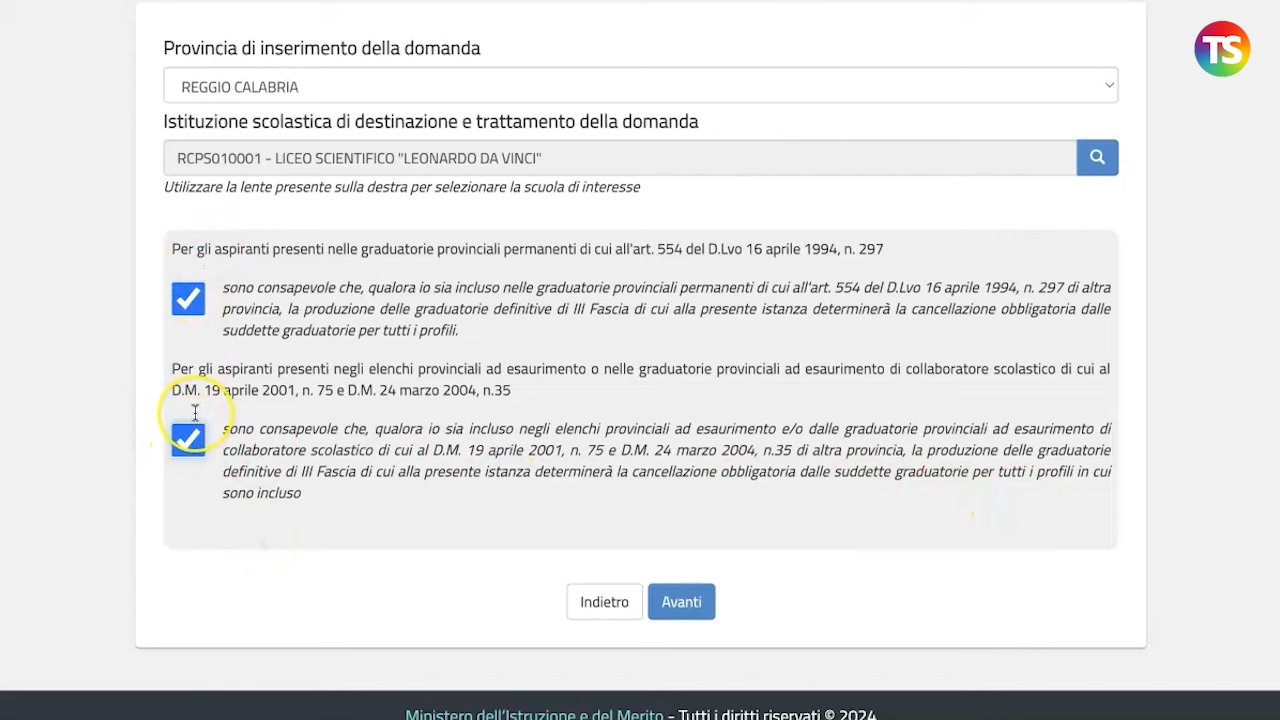 TS
Provincia di inserimento della domanda
REGGIO CALABRIA
Istituzione scolastica di destinazione e trattamento della domanda
RCPS010001 - LICEO SCIENTIFICO "LEONARDO DA VINCI"
Utilizzare la lente presente sulla destra per selezionare la scuola di interesse
Per gli aspiranti presenti nelle graduatorie provinciali permanenti di cui all'art. 554 del D.Lvo 16 aprile 1994, n. 297
sono consapevole che, qualora io sia incluso nelle graduatorie provinciali permanenti di cui all'art. 554 del D.Lvo 16 aprile 1994, n. 297 di altra
provincia, la produzione delle graduatorie definitive di III Fascia di cui alla presente istanza determinerà la cancellazione obbligatoria dalle
suddette graduatorie per tutti i profili.
Per gli aspiranti presenti negli elenchi provinciali ad esaurimento o nelle graduatorie provinciali ad esaurimento di collaboratore scolastico di cui al
D.M. 19 aprile 2001, n. 75 e D.M. 24 marzo 2004, n.35
sono consapevole che, qualora io sia incluso negli elenchi provinciali ad esaurimento e/o dalle graduatorie provinciali ad esaurimento di
collaboratore scolastico di cui al D.M. 19 aprile 2001, n. 75 e D.M. 24 marzo 2004, n.35 di altra provincia, la produzione delle graduatorie
definitive di III Fascia di cui alla presente istanza determinerà la cancellazione obbligatoria dalle suddette graduatorie per tutti i profili in cui
sono incluso
Indietro Avanti
Ministero dell'Istruzione e del Merito - Tutti i diritti riservati © 2024